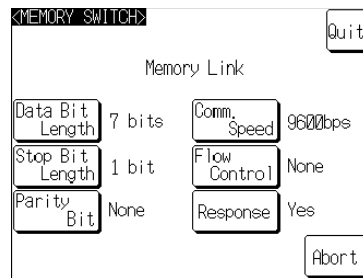 <MEMORY SWITCH>
Quit
Memory Link
Data Bit
Length
7 bits
Comm.
Speed
9600bps
Stop Bit
Length
1 bit
Flow
Control
None
Parity
Bit
None
Response
Yes
Abort